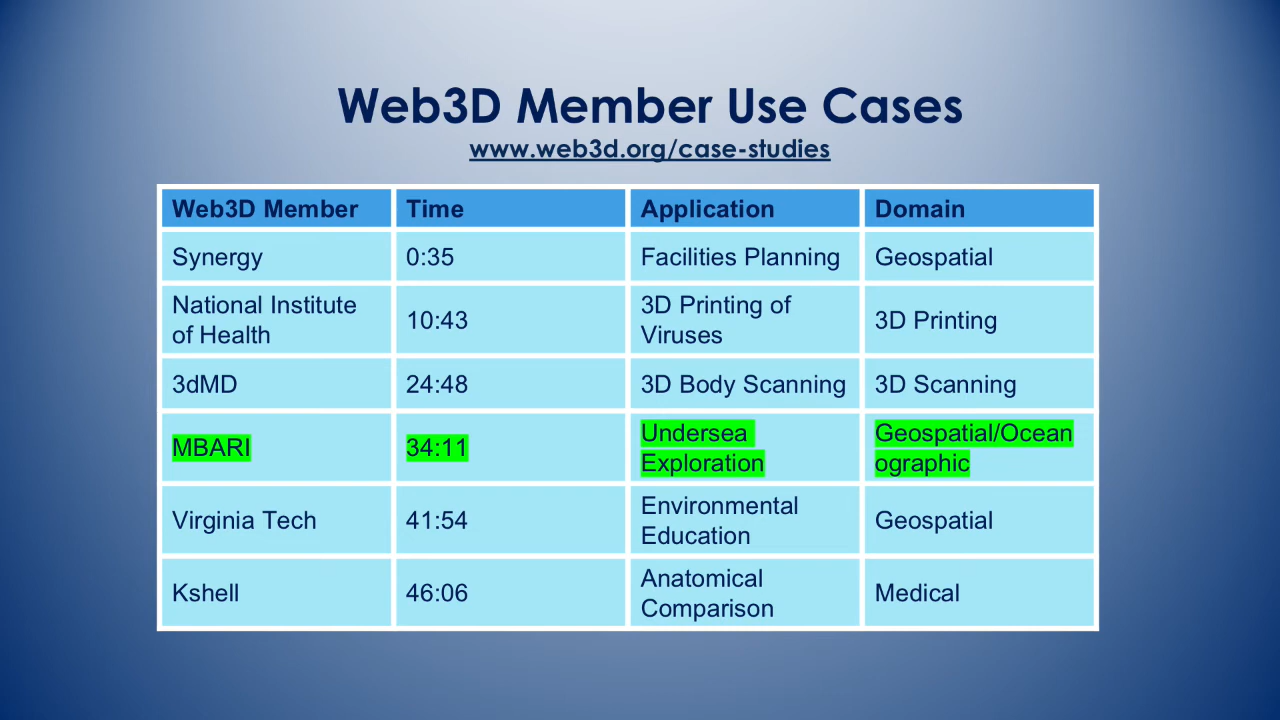 Web3D Member Use Cases
www.web3d.org/case-studies
Web3D Member Time Application Domain
Synergy 0:35 Facilities Planning Geospatial
National Institute
of Health
10:43
3D Printing of
Viruses
3D Printing
3dMD 24:48 3D Body Scanning 3D Scanning
MBARI
34:11
Undersea
Exploration
Geospatial/Ocean
ographic
Virginia Tech
41:54
Environmental
Education
Geospatial
Kshell
46:06
Anatomical
Comparison
Medical